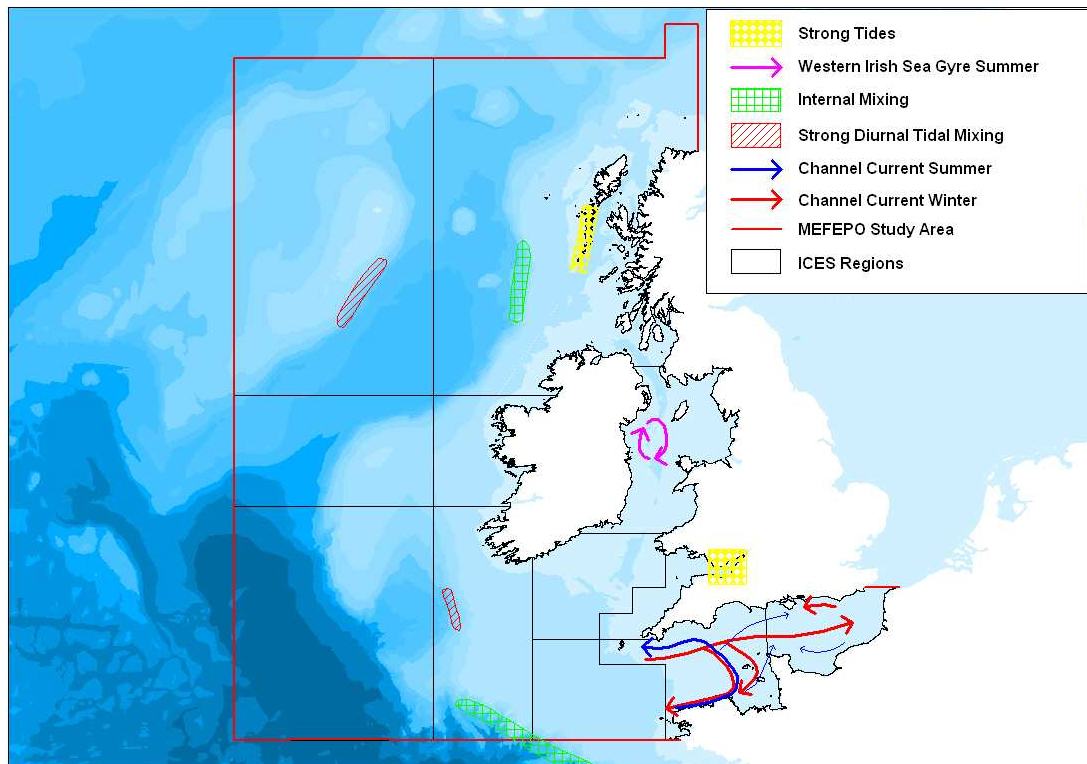 Strong Tides
Western Irish Sea Gyre Summer
Internal Mixing
Strong Diurnal Tidal Mixing
Channel Current Summer
Channel Current Winter
MEFEPO Study Area
ICES Regions